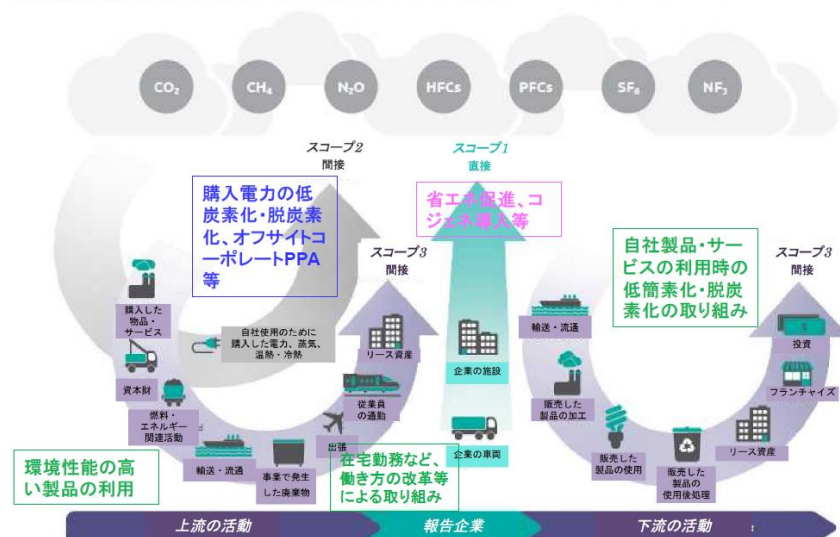 CO₂
CH₄
N₂O
HFCs
PFCs
SF₆
NF₃
スコープ2
間接
スコープ1
直接
購入電力の低
炭素化・脱炭素
化、オフサイトコ
ーポレートPPA
等
省エネ促進、コ
ジェネ導入等
スコープ3
間接
自社製品・サー
ビスの利用時の
低簡素化・脱炭
素化の取り組み
スコープ3
間接
購入した
物品・
サービス
資本財
燃料・
エネルギー
関連活動
輸送・流通
事業で発生
した廃棄物
出張
従業員
の通勤
リース資産
自社使用のために
購入した電力、蒸気、
温熱・冷熱
企業の施設
企業の車両
輸送・流通
販売した
製品の加工
販売した
製品の使用
販売した
製品の
使用後処理
リース資産
フランチャイズ
投資
環境性能の高
い製品の利用
在宅勤務など、
働き方の改革等
による取り組み
上流の活動
報告企業
下流の活動